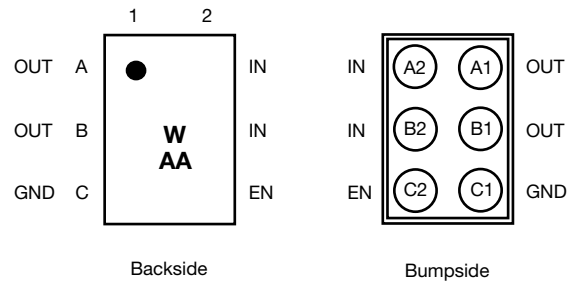 1 2
OUT A IN IN A2 A1 OUT
OUT B W IN IN B2 B1 OUT
AA
GND C EN EN C2 C1 GND
Backside Bumpside